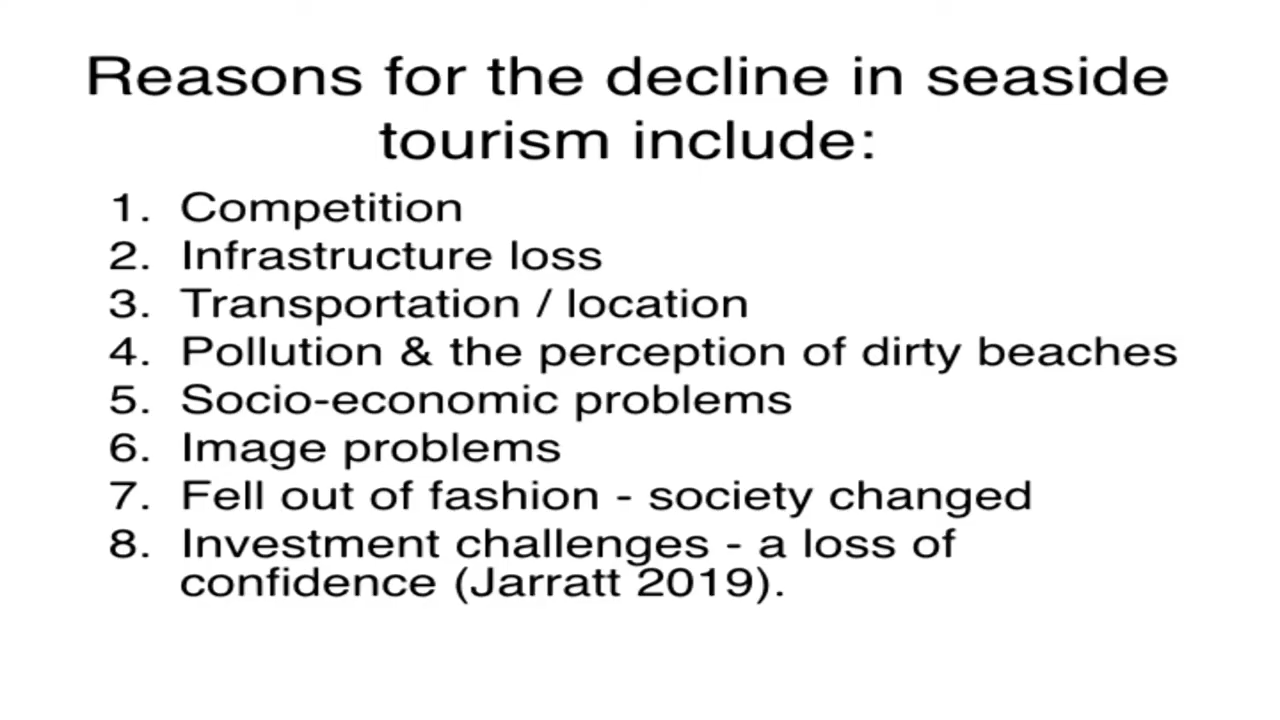 Reasons for the decline in seaside
tourism include:
1. Competition
2. Infrastructure loss
3. Transportation / location
4. Pollution & the perception of dirty beaches
5. Socio-economic problems
6. Image problems
7. Fell out of fashion - society changed
8. Investment challenges - a loss of
confidence (Jarratt 2019).